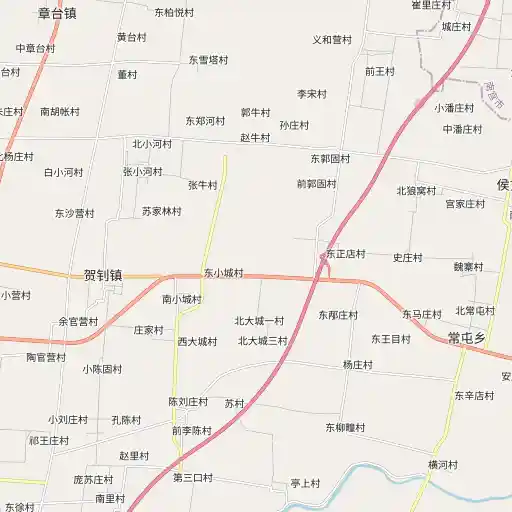 章台镇
东柏悦村
崔里庄村
城庄村
中章台村
黄台村
义和营村
东雪塔村
台村
董村
前王村
南宫市
李宋村
小潘庄村
朱庄村
南胡帐村
郭牛村
东郑河村
孙庄村
中潘庄村
赵牛村
北小河村
北杨庄村
东郭固村
白小河村
张小河村
张牛村
前郭固村
北狼窝村
侯
宫家庄村
东沙营村
苏家林村
东正店村
史庄村
魏寨村
贺钊镇
东小城村
小营村
南小城村
北常屯村
东邴庄村
东马庄村
余官营村
北大城一村
庄家村
常屯乡
西大城村
北大城三村
东王目村
陶官营村
小陈固村
杨庄村
安
东辛店村
陈刘庄村
苏村
小刘庄村
孔陈村
前李陈村
东柳疃村
祁王庄村
赵里村
横河村
庞苏庄村
第三口村
亭上村
南里村
东徐村